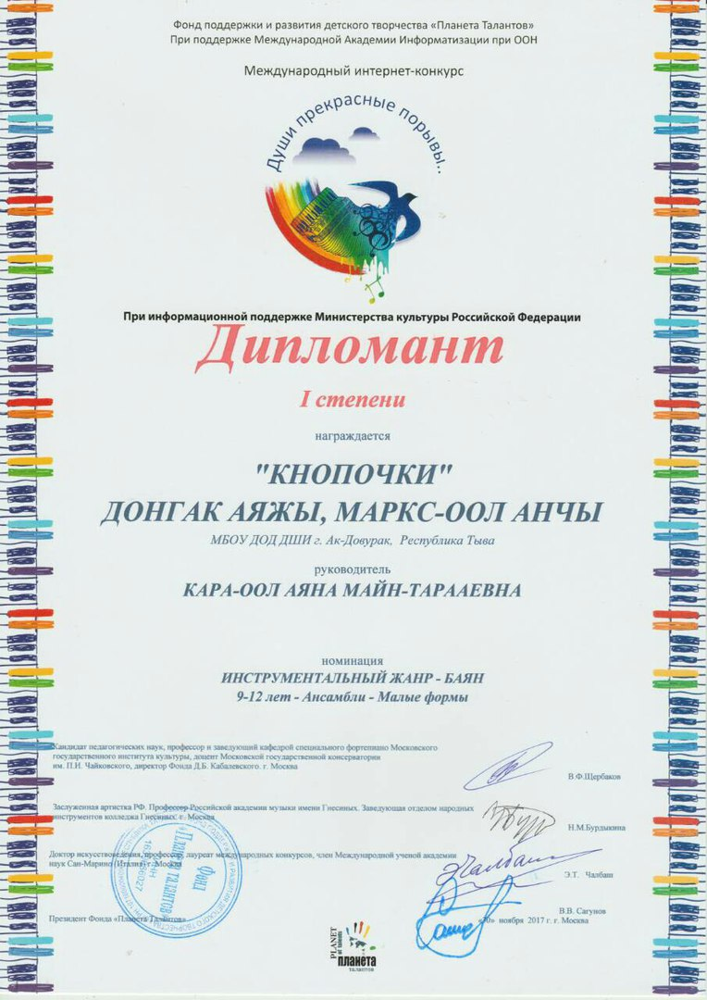 Фонд поддержки и развития детского творчества «Планета Талантов»
При поддержке Международной Академии Информатизации при ООН
Международный интернет-конкурс
Души прекрасные порывы..
При информационной поддержке Министерства культуры Российской Федерации
Дипломант
I степени
награждается
"КНОПОЧКИ"
ДОНГАК АЯЖЫ, МАРКС-ООЛ АНЧЫ
МБОУ ДОД ДШИ г. Ак-Довурак, Республика Тыва
руководитель
КАРА-ООЛ АЯНА МАЙН-ТАРААЕВНА
номинация
ИНСТРУМЕНТАЛЬНЫЙ ЖАНР - БАЯН
9-12 лет - Ансамбли - Малые формы
Кандидат педагогических наук, профессор и заведующий кафедрой специального фортепиано Московского
государственного института культуры, доцент Московской государственной консерватории
им. П.И. Чайковского, директор Фонда Д.Б. Кабалевского. г. Москва
В.Ф.Щербаков
Заслуженная артистка РФ. Профессор Российской академии музыки имени Гнесиных. Заведующая отделом народных
инструментов колледжа Гнесиных. г. Москва
Н.М.Бурдыкина
Доктор искусствоведения, профессор, лауреат международных конкурсов, член Международной ученой академии
наук Сан-Марино (Италия) г. Москва
Э.Т. Чалбаш
Президент Фонда «Планета Талантов»
В.В. Сагунов
«30» ноября 2017 г. г. Москва
Фонд
«Планета талантов»
PLANET
of talents
планета
талантов